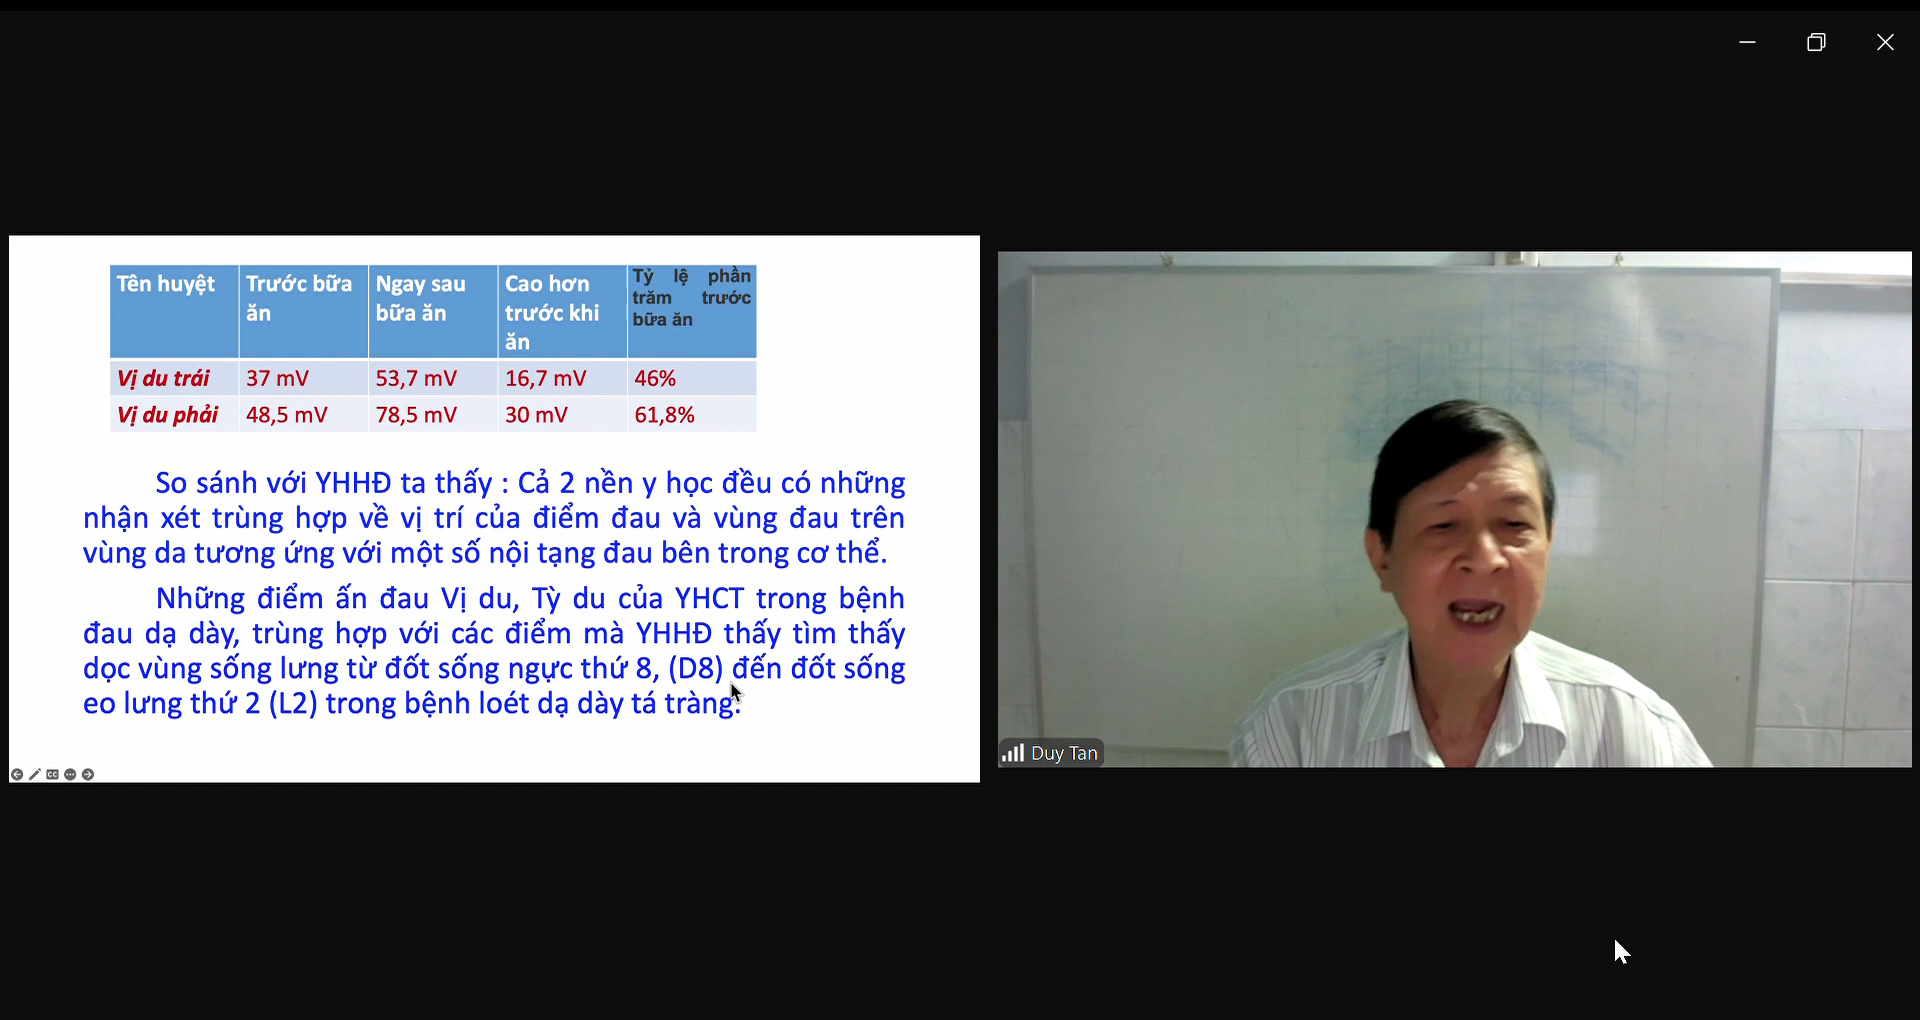 Tên huyệt
Trước bữa
ăn
Ngay sau
bữa ăn
Cao hơn
trước khi
ăn
Tỷ lệ phần
trăm trước
bữa ăn
Vị du trái 37 mV 53,7 mV 16,7 mV 46%
Vị du phải 48,5 mV 78,5 mV 30 mV 61,8%
So sánh với YHHĐ ta thấy : Cả 2 nền y học đều có những
nhận xét trùng hợp về vị trí của điểm đau và vùng đau trên
vùng da tương ứng với một số nội tạng đau bên trong cơ thể.
Những điểm ấn đau Vị du, Tỳ du của YHCT trong bệnh
đau dạ dày, trùng hợp với các điểm mà YHHĐ thấy tìm thấy
dọc vùng sống lưng từ đốt sống ngực thứ 8, (D8) đến đốt sống
eo lưng thứ 2 (L2) trong bệnh loét dạ dày tá tràng.
Duy Tan